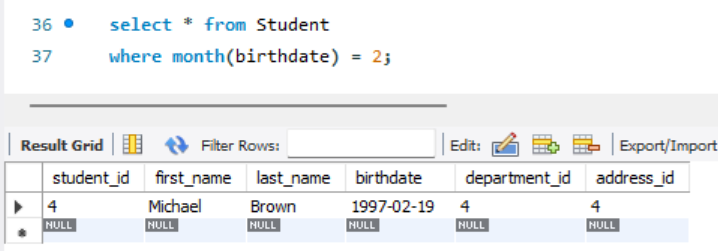 36 select * from Student
37 where month(birthdate) = 2;
Result Grid Filter Rows: Edit: Export/Import
student_id first_name last_name birthdate department_id address_id
4 Michael Brown 1997-02-19 4 4
NULL NULL NULL NULL NULL NULL